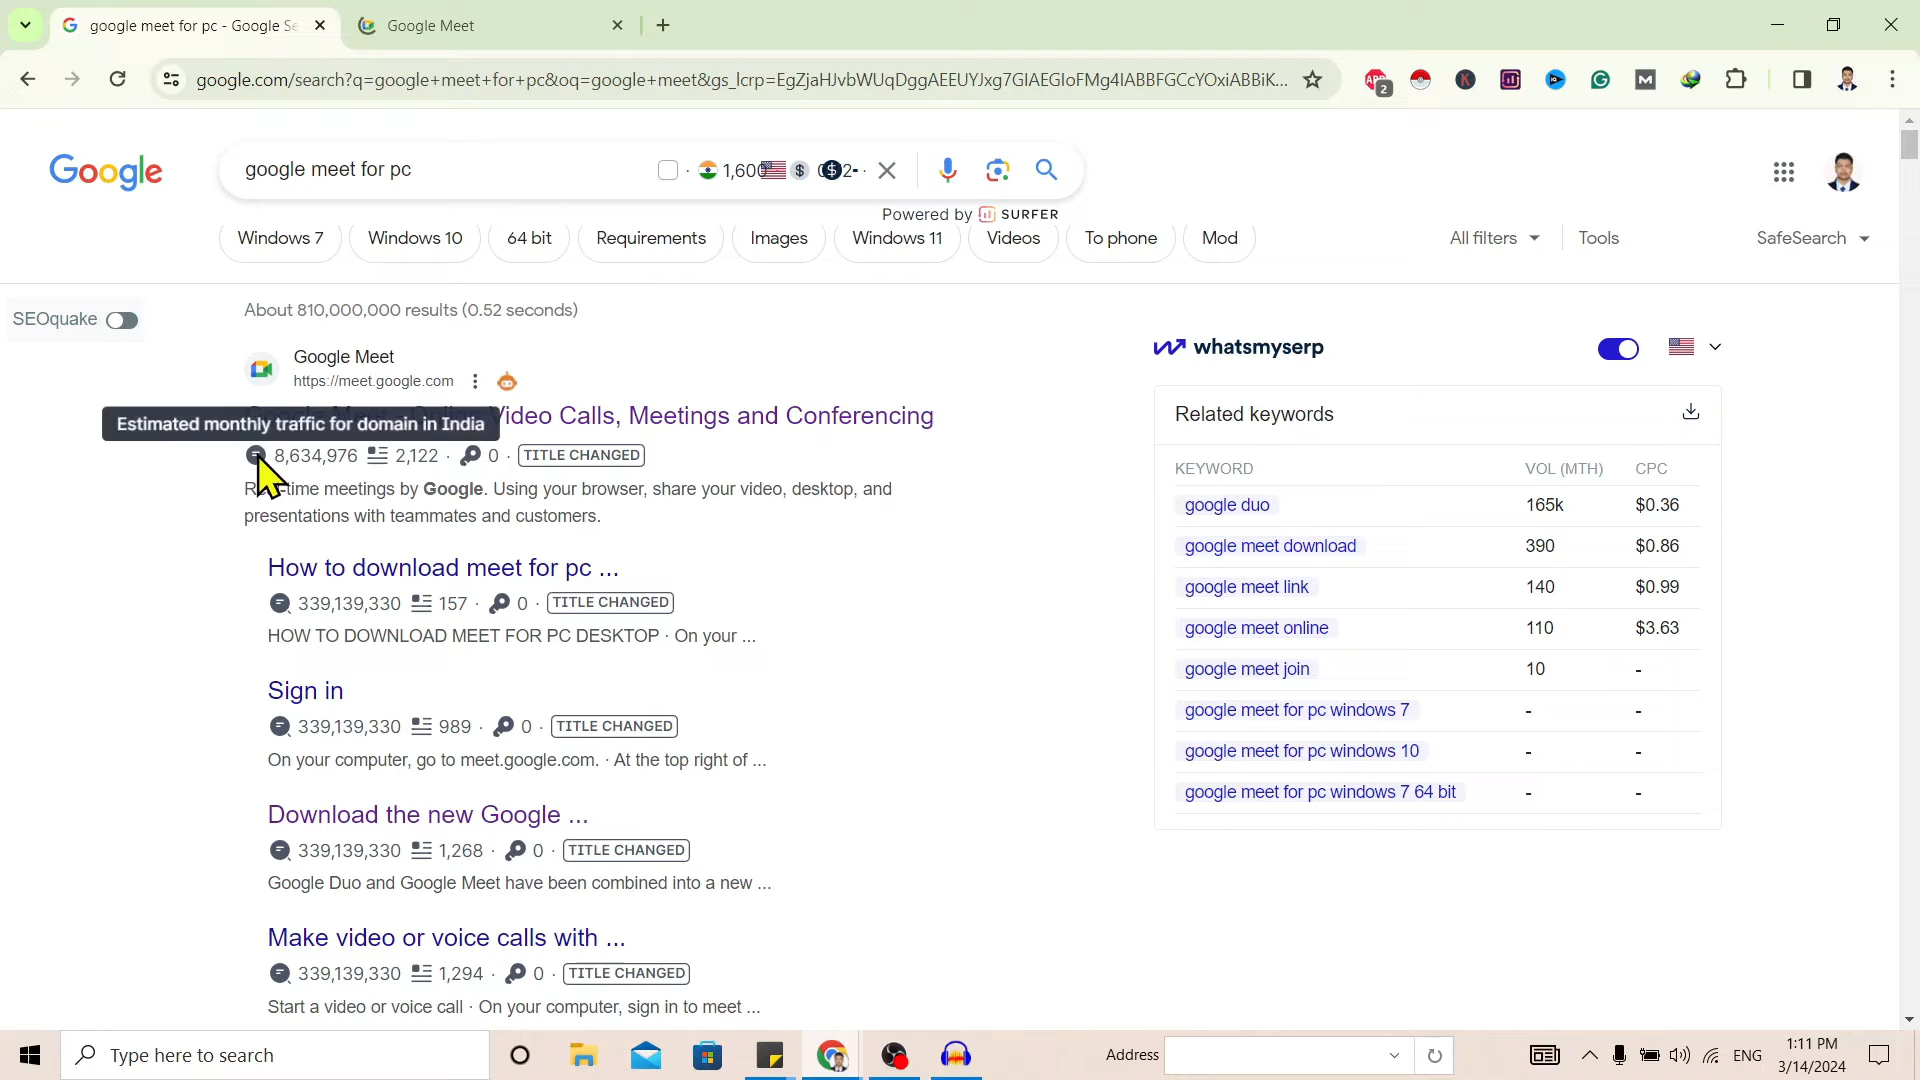 google meet for pc - Google Se
Google Meet
google.com/search?q=google+meet+for+pc&oq=google+meet&gs_lcrp=EgZjaHJvbWUqDggAEEUYJxg7GIAEGIoFMg4IABBFGCcYOxiABBiK...
2
Google
google meet for pc
Powered by SURFER
Windows 7
Windows 10
64 bit
Requirements
Images
Windows 11
Videos
To phone
Mod
All filters
Tools
SafeSearch
SEOquake
About 810,000,000 results (0.52 seconds)
Google Meet
https://meet.google.com
Video Calls, Meetings and Conferencing
Estimated monthly traffic for domain in India
8,634,976 2,122 · 0 · TITLE CHANGED
time meetings by Google. Using your browser, share your video, desktop, and
presentations with teammates and customers.
How to download meet for pc ...
339,139,330 157 · 0 · TITLE CHANGED
HOW TO DOWNLOAD MEET FOR PC DESKTOP · On your ...
Sign in
339,139,330 989 · 0 · TITLE CHANGED
On your computer, go to meet.google.com. · At the top right of ...
Download the new Google ...
339,139,330 1,268 · 0 · TITLE CHANGED
Google Duo and Google Meet have been combined into a new ...
Make video or voice calls with ...
339,139,330 1,294 · 0 · TITLE CHANGED
Start a video or voice call · On your computer, sign in to meet ...
whatsmyserp
Related keywords
KEYWORD VOL (MTH) CPC
google duo 165k $0.36
google meet download 390 $0.86
google meet link 140 $0.99
google meet online 110 $3.63
google meet join 10 -
google meet for pc windows 7 - -
google meet for pc windows 10 - -
google meet for pc windows 7 64 bit - -
Type here to search
Address
ENG
1:11 PM
3/14/2024